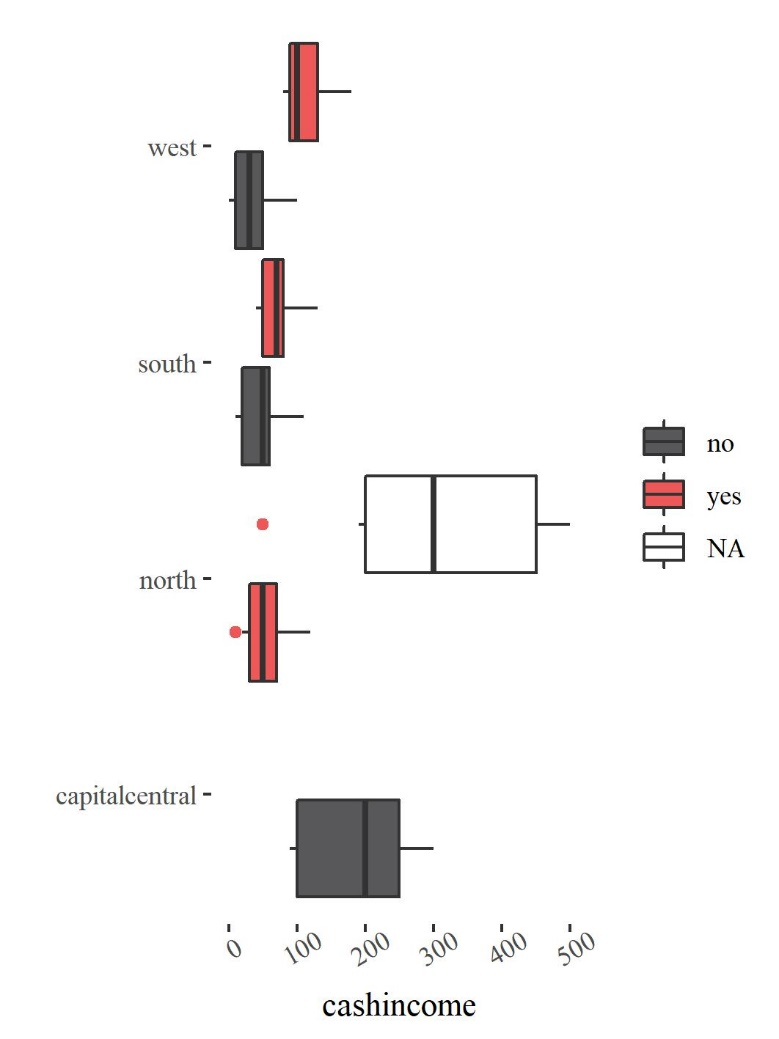 west
south
north
capitalcentral
no
yes
NA
0 100 200 300 400 500
cashincome